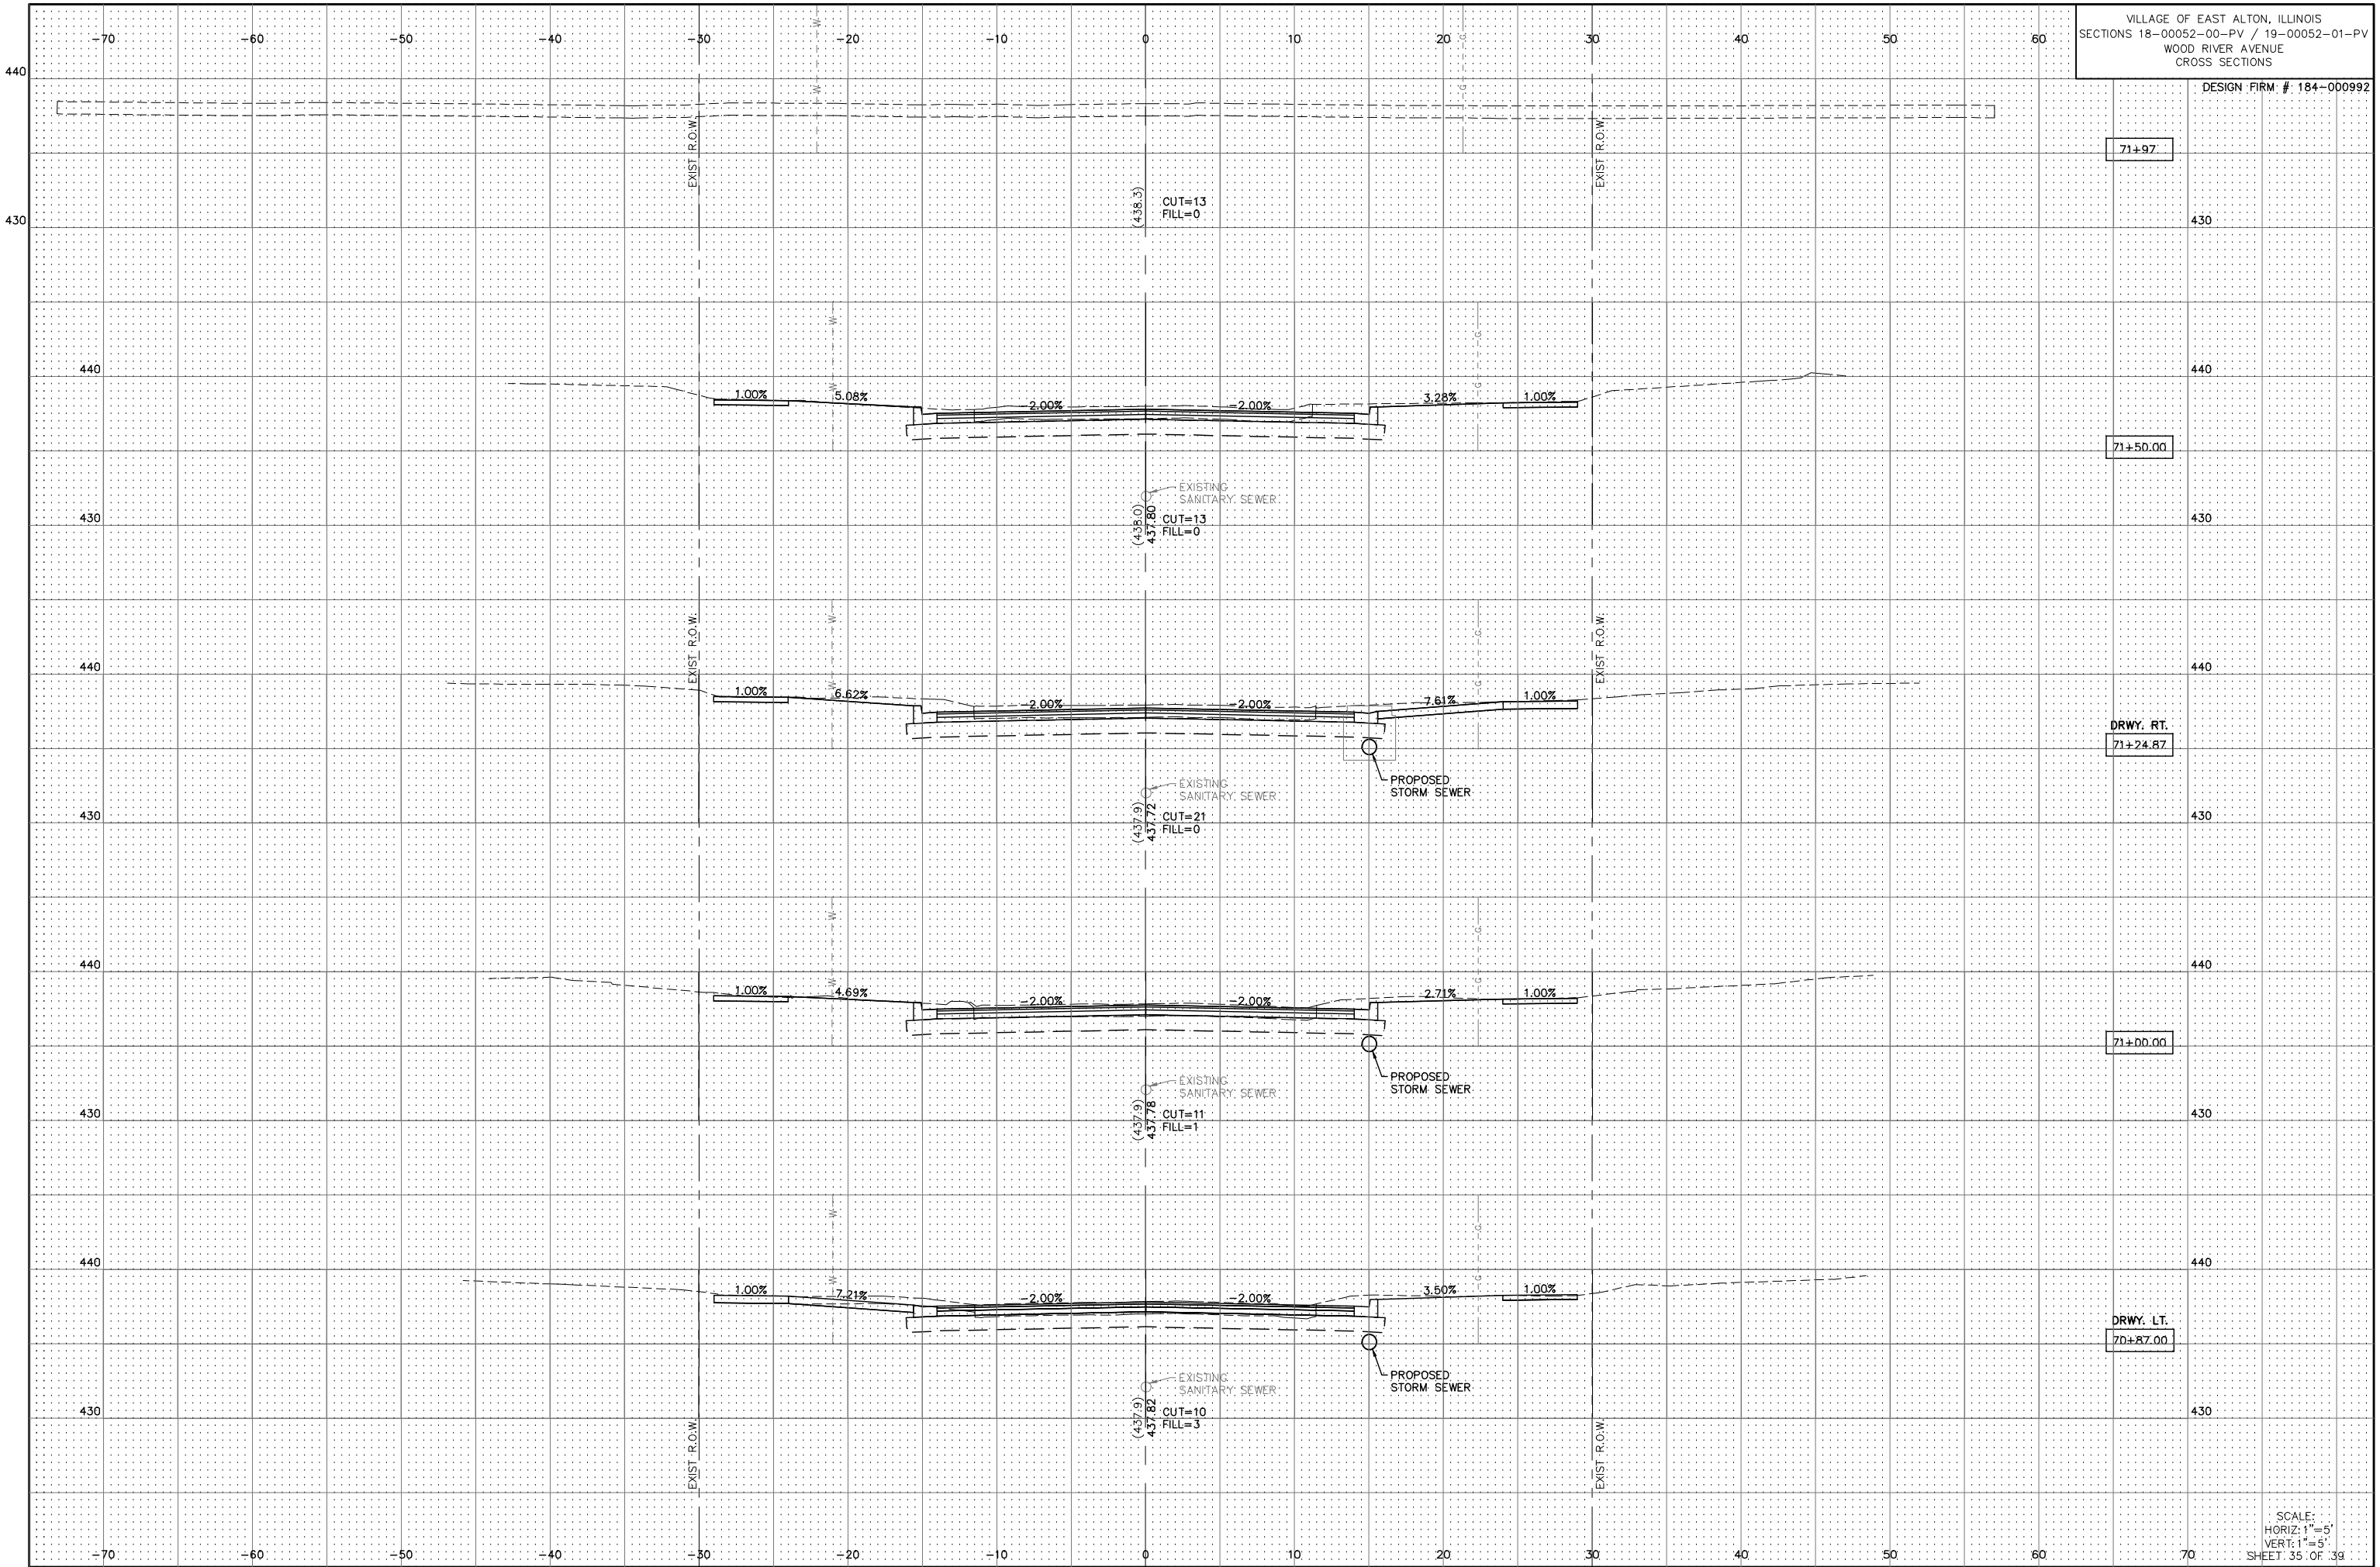 VILLAGE OF EAST ALTON, ILLINOIS
SECTIONS 18-00052-00-PV / 19-00052-01-PV
WOOD RIVER AVENUE
CROSS SECTIONS
DESIGN FIRM # 184-000992
-70 -60 -50 -40 -30 -20 -10 0 10 20 30 40 50 60
440
W G
W G
EXIST R.O.W. EXIST R.O.W.
71+97
(438.3)
CUT=13
FILL=0
430 430
W G
440 440
1.00% 5.08% -2.00% -2.00% 3.28% 1.00%
W G
71+50.00
EXISTING
SANITARY SEWER
(438.0)
437.80
CUT=13
FILL=0
430 430
W G
EXIST R.O.W. EXIST R.O.W.
440 440
1.00% 6.62% -2.00% -2.00% 7.61% 1.00%
W G
DRWY. RT.
71+24.87
PROPOSED
STORM SEWER
EXISTING
SANITARY SEWER
(437.9)
437.72
CUT=21
FILL=0
430 430
W G
440 440
1.00% 4.69% -2.00% -2.00% 2.71% 1.00%
W G
71+00.00
PROPOSED
STORM SEWER
EXISTING
SANITARY SEWER
(437.9)
437.78
CUT=11
FILL=1
430 430
W G
440 440
1.00% 7.21% -2.00% -2.00% 3.50% 1.00%
W G
DRWY. LT.
70+87.00
PROPOSED
STORM SEWER
EXISTING
SANITARY SEWER
(437.9)
437.82
CUT=10
FILL=3
430 430
EXIST R.O.W. EXIST R.O.W.
-70 -60 -50 -40 -30 -20 -10 0 10 20 30 40 50 60 70
SCALE:
HORIZ: 1"=5'
VERT: 1"=5'
SHEET 35 OF 39